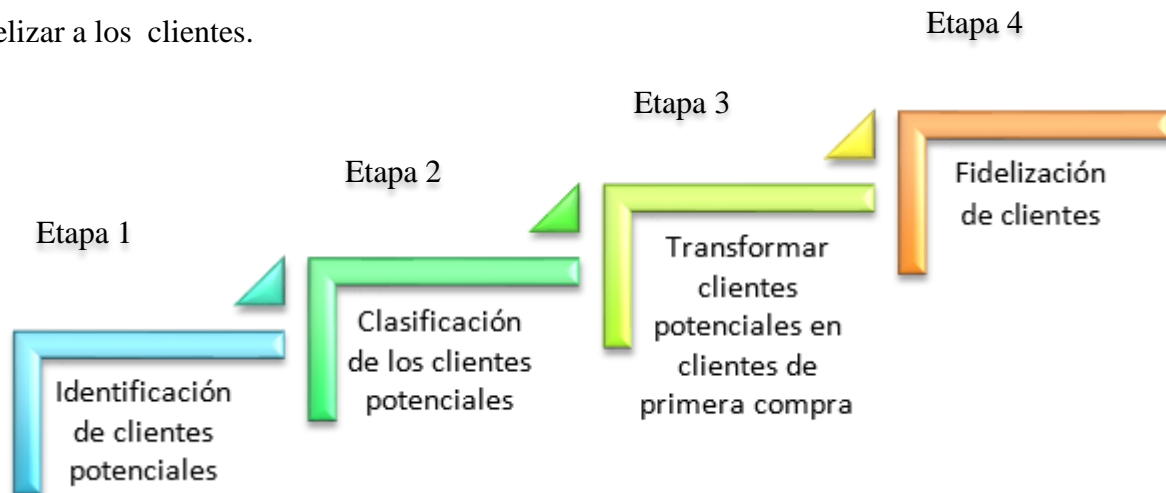 elizar a los  clientes.
Etapa 1
Identificación
de clientes
potenciales
Etapa 2
Clasificación
de los clientes
potenciales
Etapa 3
Transformar
clientes
potenciales en
clientes de
primera compra
Etapa 4
Fidelización
de clientes